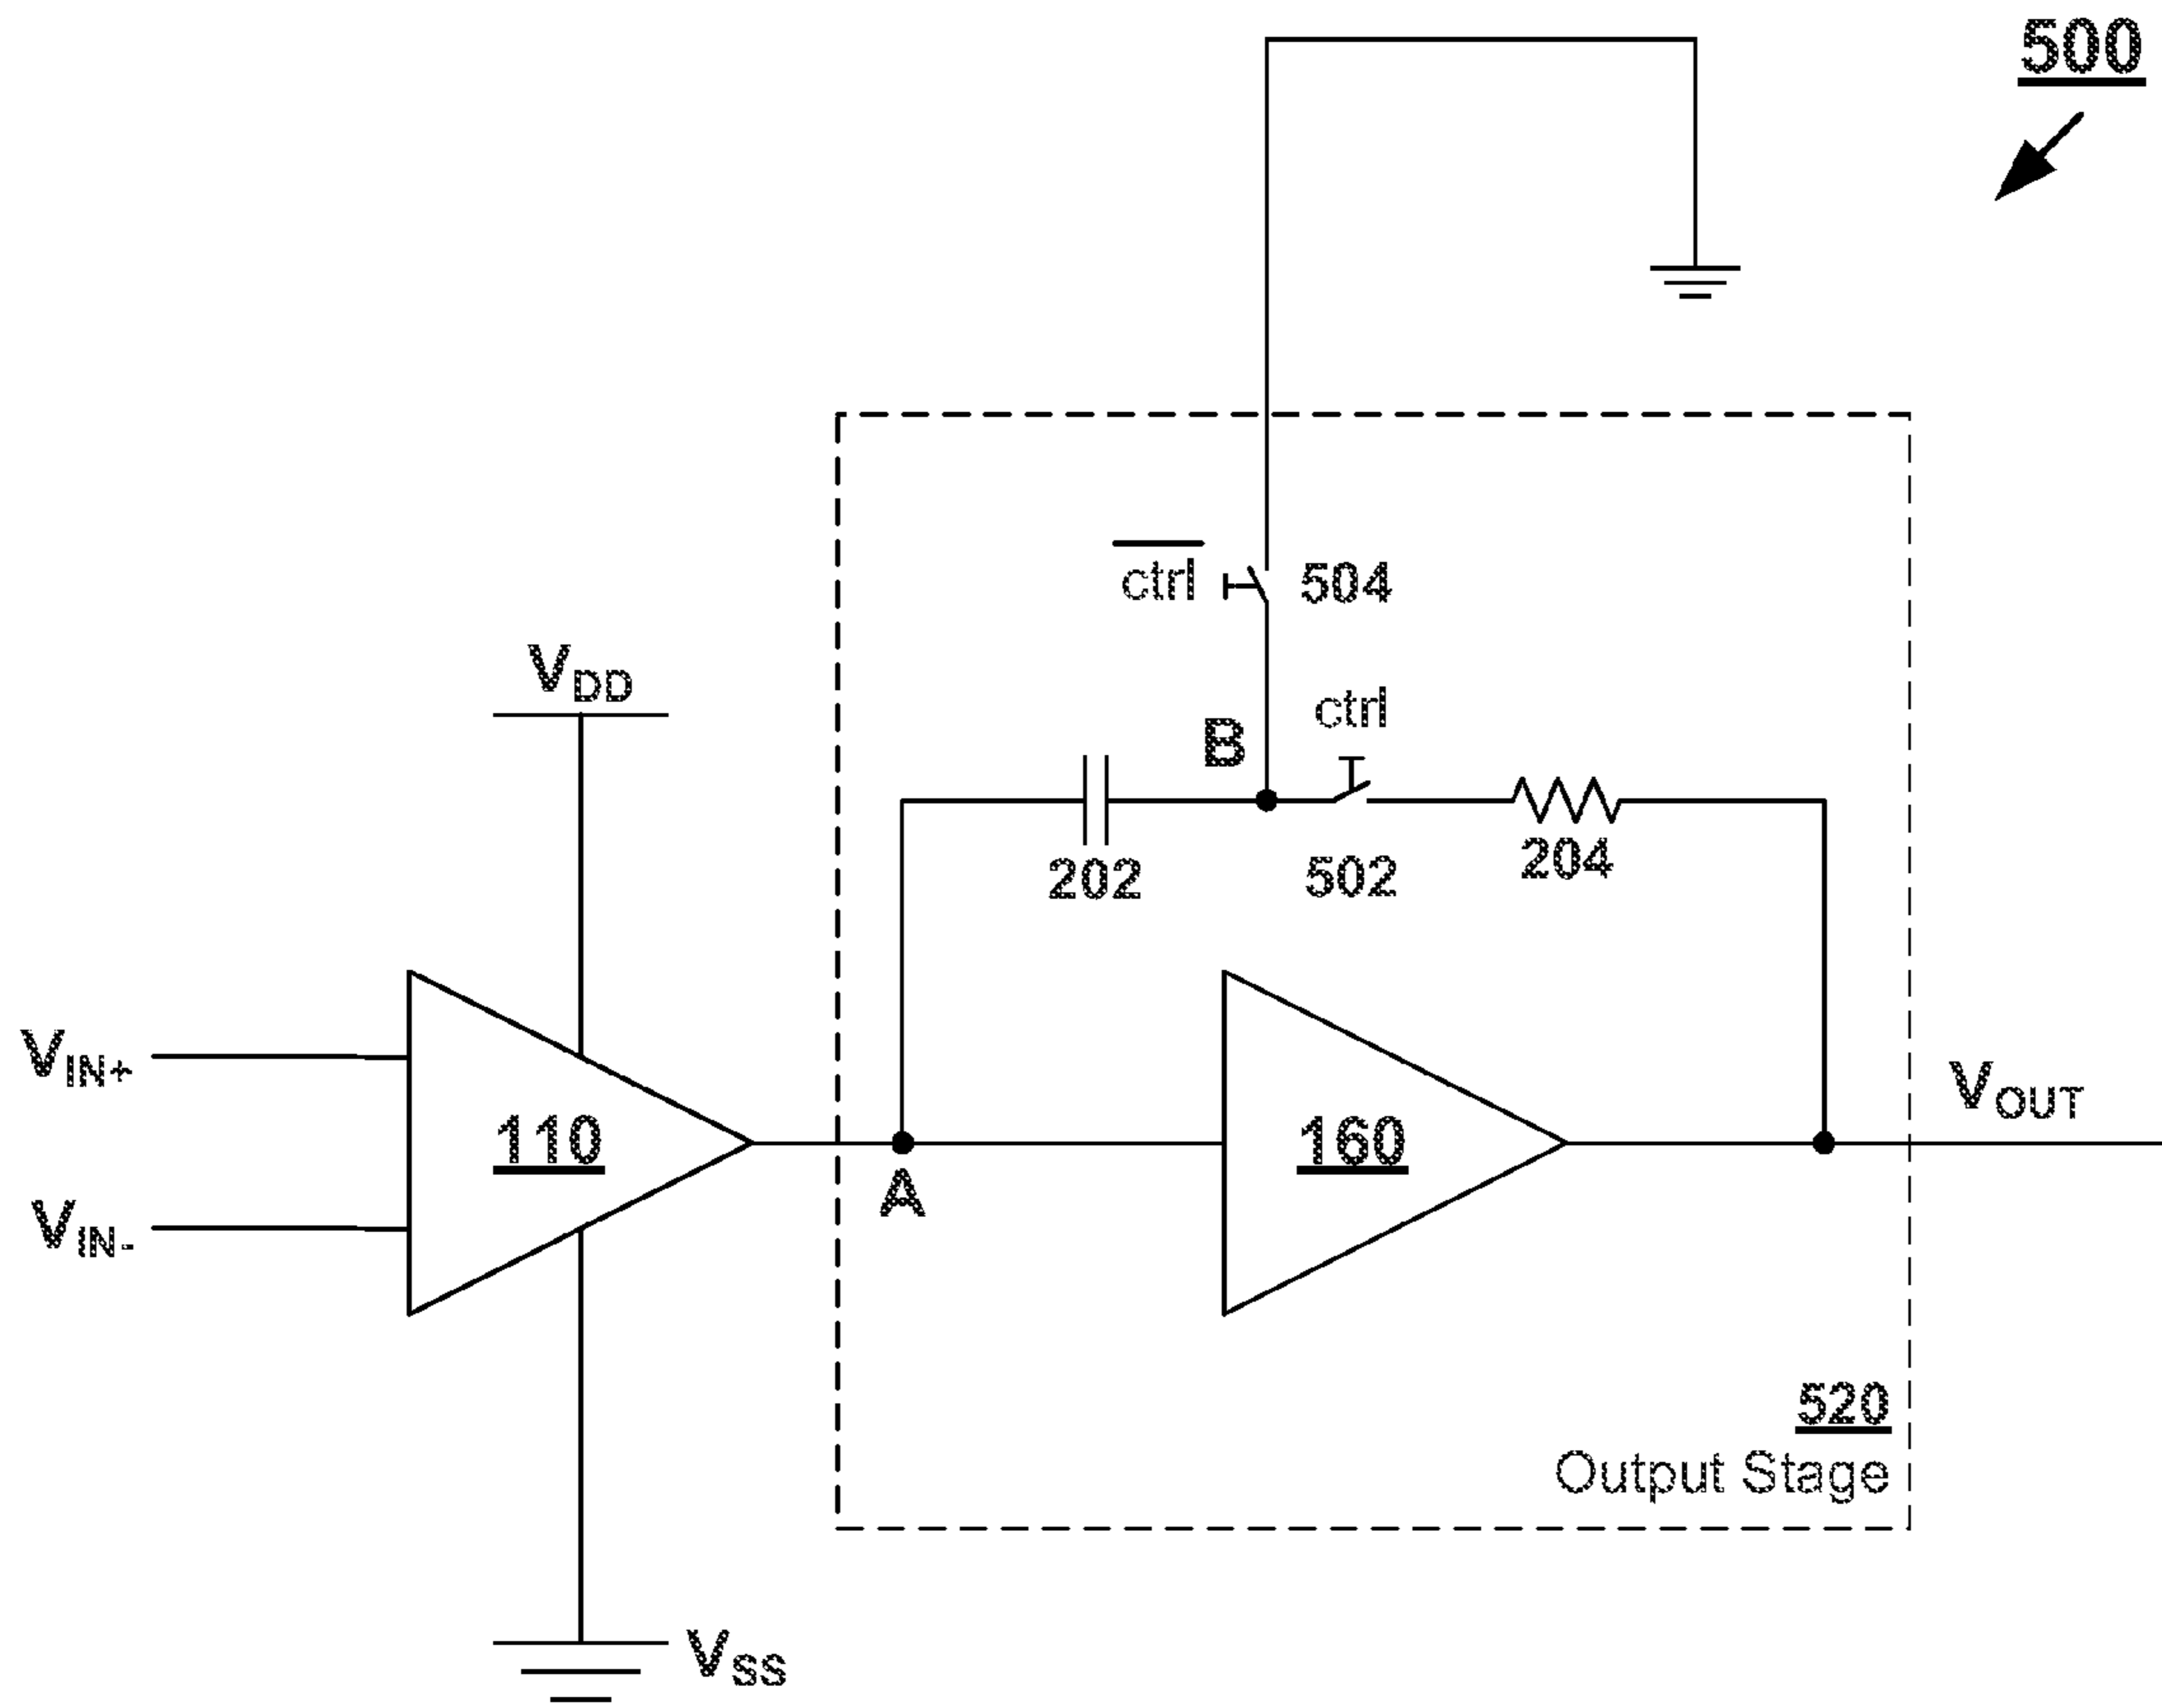 500
ctrl
504
V_DD
B
ctrl
202
502
204
V_IN+
110
160
V_OUT
A
V_IN-
520
Output Stage
V_SS